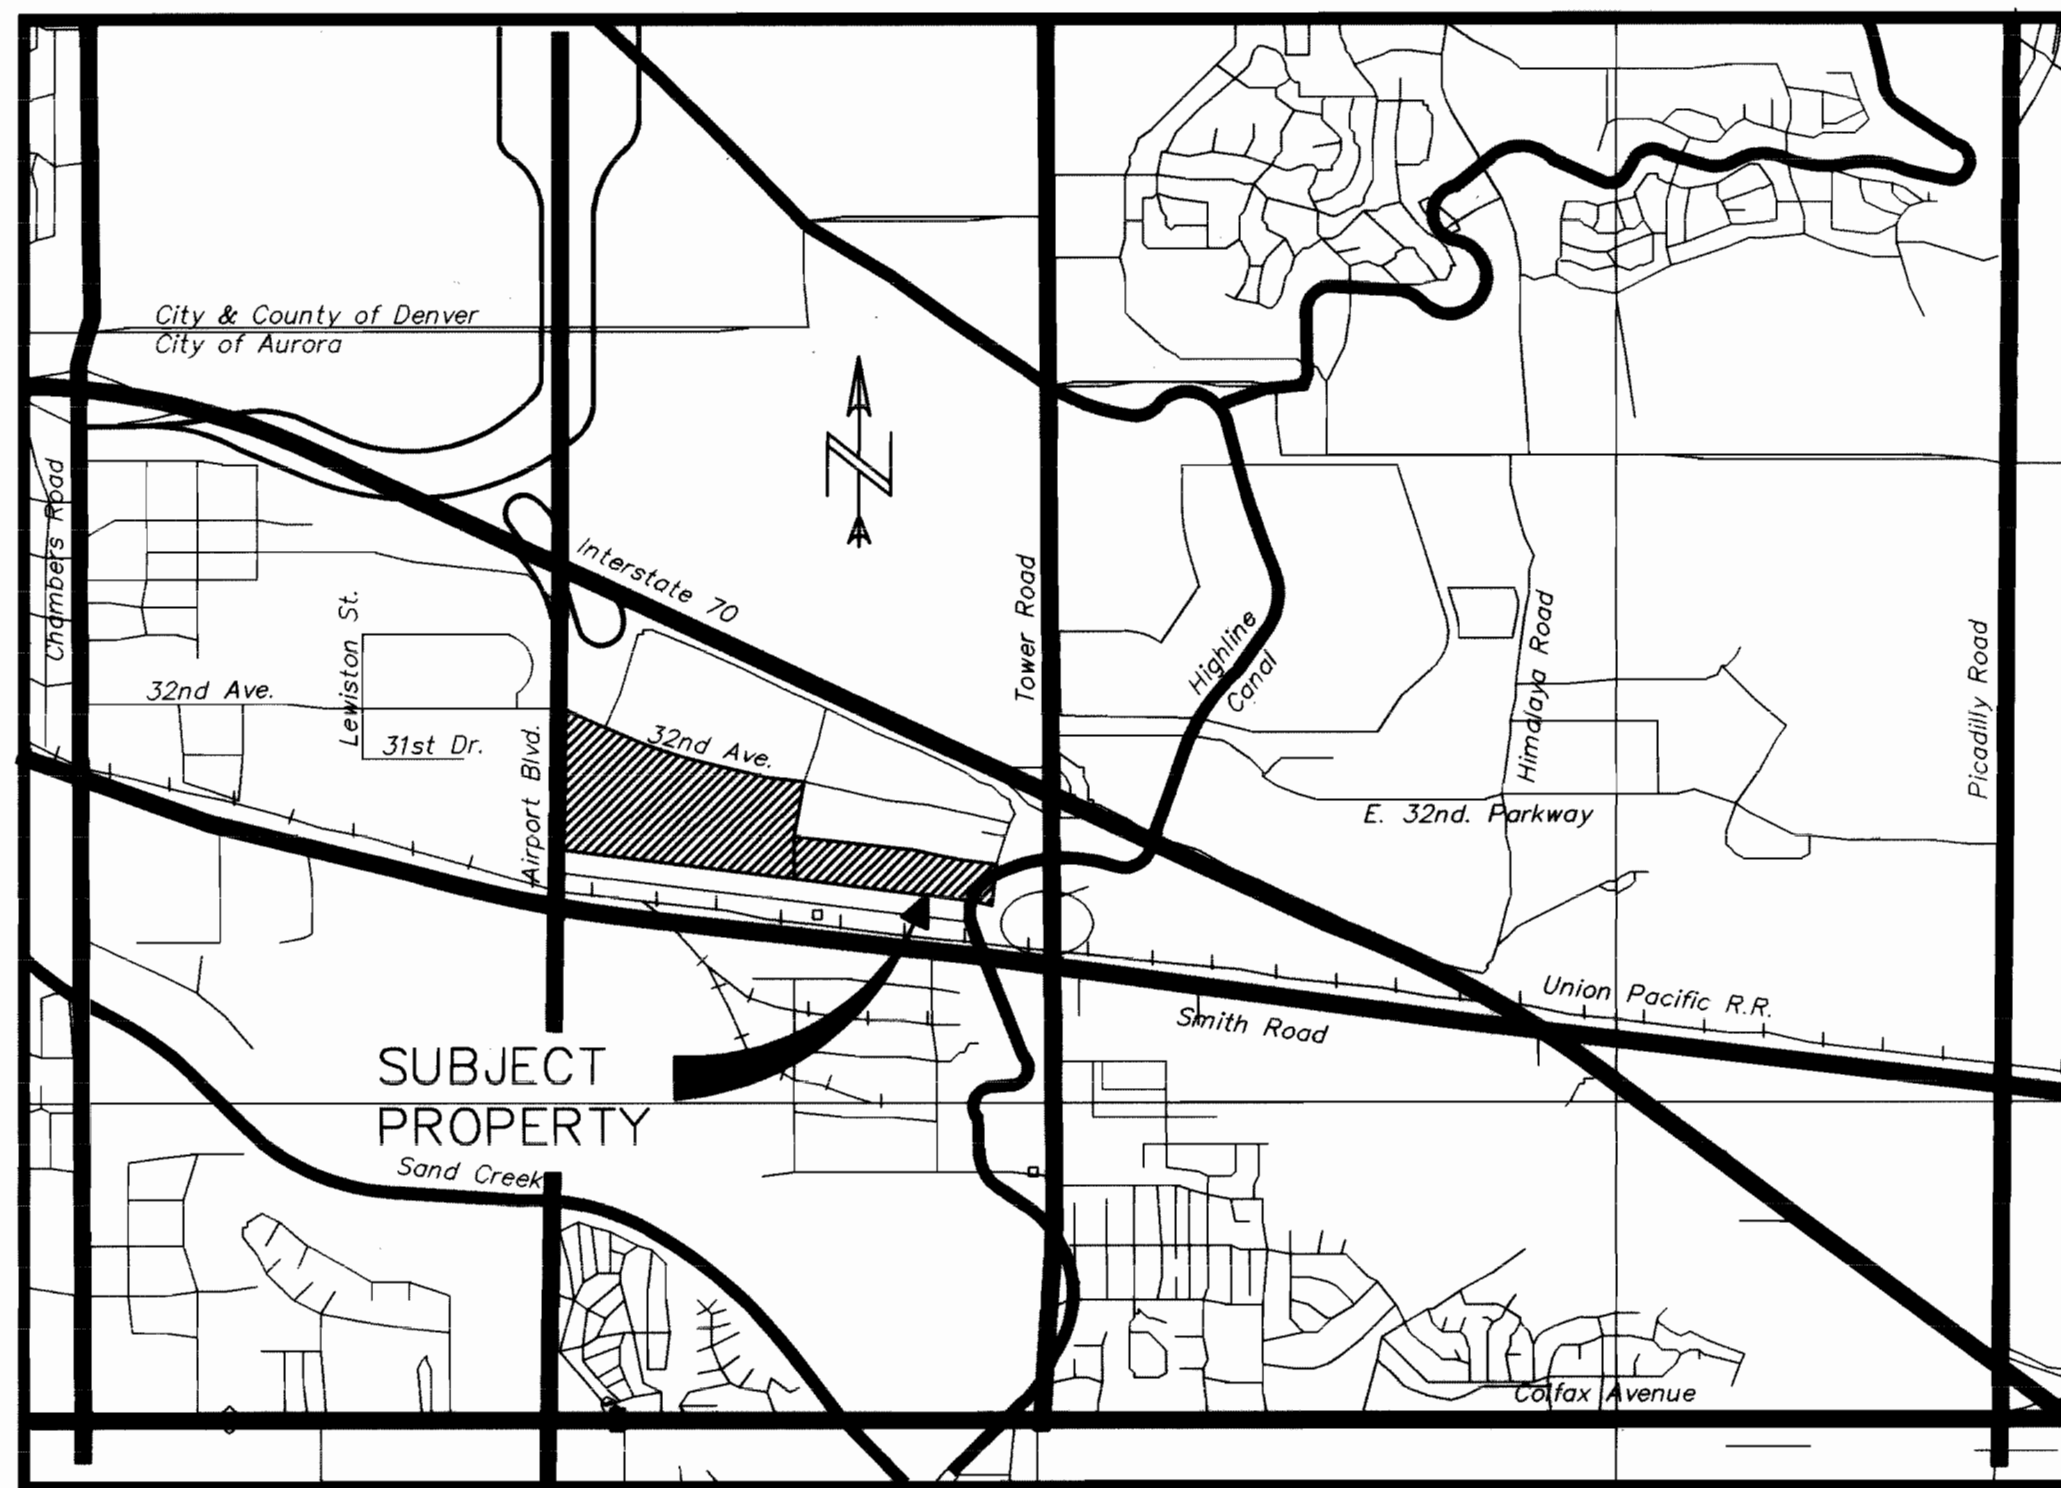 City & County of Denver
City of Aurora
Chambers Road
Interstate 70
Tower Road
Lewiston St.
Himalaya Road
Highline
Canal
Picadilly Road
32nd Ave.
31st Dr.
Airport Blvd.
32nd Ave.
E. 32nd. Parkway
Union Pacific R.R.
Smith Road
SUBJECT
PROPERTY
Sand Creek
Colfax Avenue
N